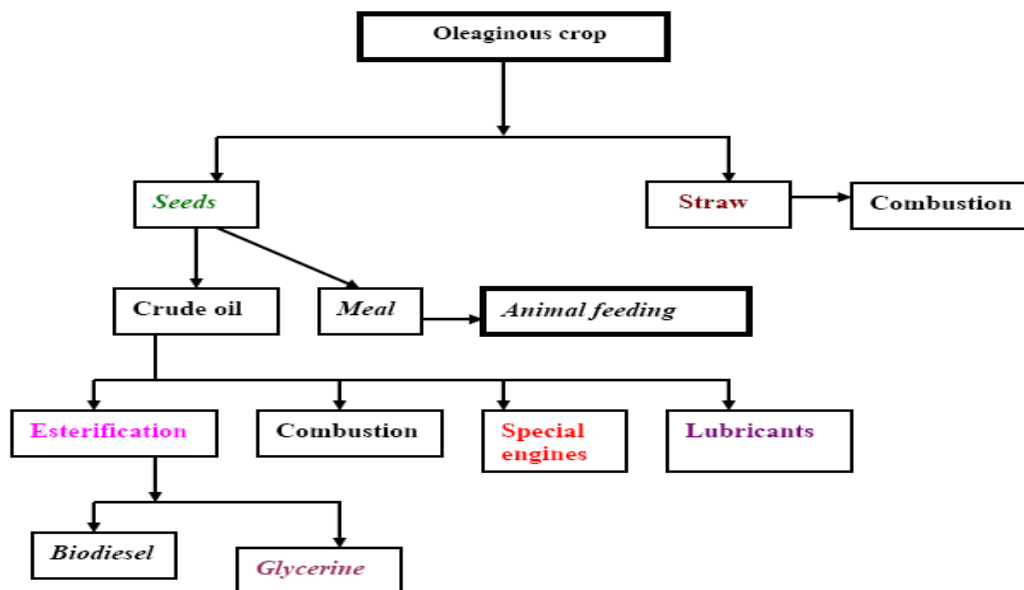 Oleaginous crop
Seeds
Straw
Combustion
Crude oil
Meal
Animal feeding
Esterification
Combustion
Special
engines
Lubricants
Biodiesel
Glycerine